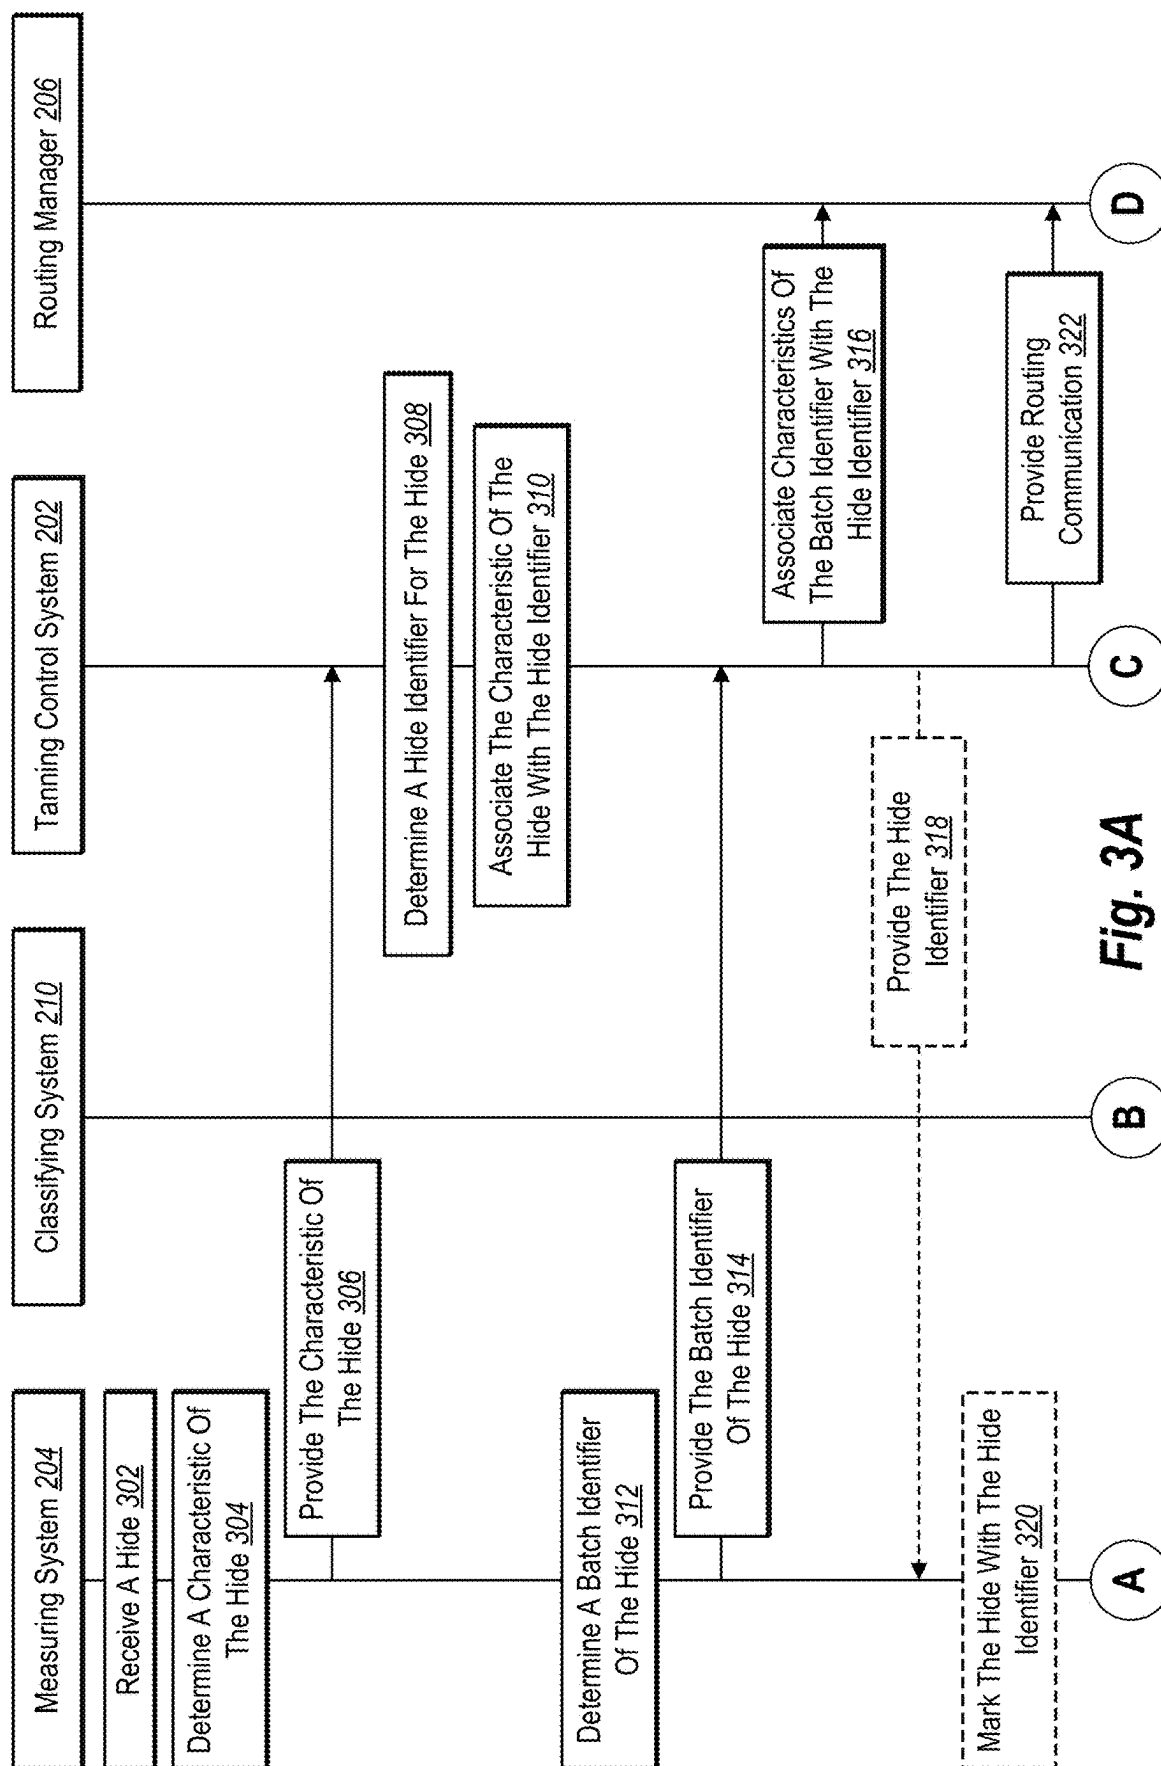 Measuring System 204
Classifying System 210
Tanning Control System 202
Routing Manager 206
Receive A Hide 302
Determine A Characteristic Of
The Hide 304
Provide The Characteristic Of
The Hide 306
Determine A Hide Identifier For The Hide 308
Associate The Characteristic Of The
Hide With The Hide Identifier 310
Determine A Batch Identifier
Of The Hide 312
Provide The Batch Identifier
Of The Hide 314
Associate Characteristics Of
The Batch Identifier With The
Hide Identifier 316
Provide The Hide
Identifier 318
Mark The Hide With The Hide
Identifier 320
Provide Routing
Communication 322
A
B
C
D
Fig. 3A